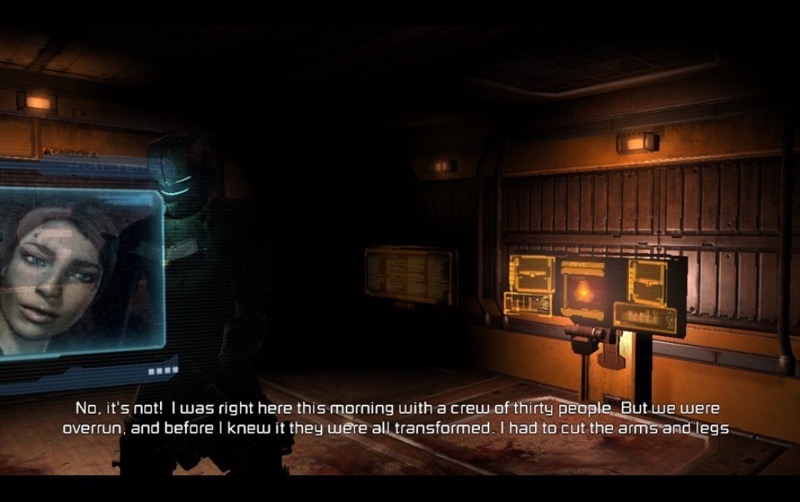 CAUTION
No, it's not! I was right here this morning with a crew of thirty people. But we were
overrun, and before I knew it they were all transformed. I had to cut the arms and legs